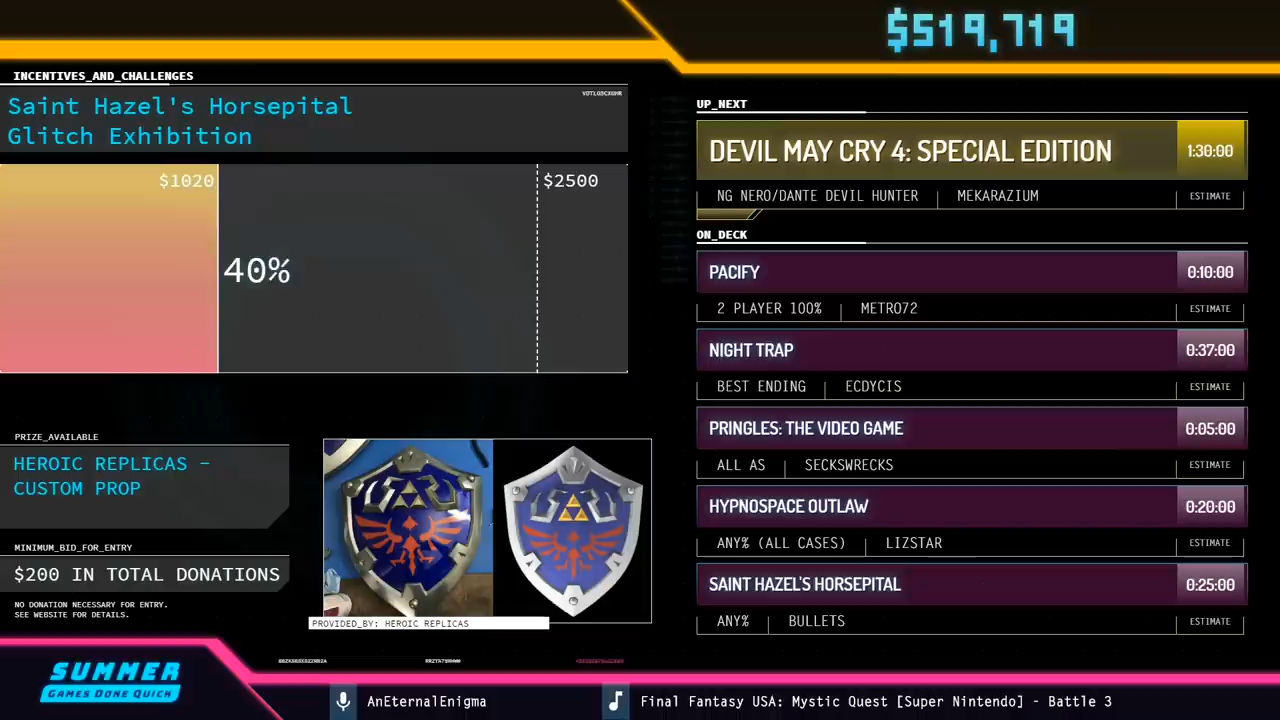 $519,719
INCENTIVES_AND_CHALLENGES
Saint Hazel's Horsepital
Glitch Exhibition
$1020
$2500
40%
PRIZE_AVAILABLE
HEROIC REPLICAS -
CUSTOM PROP
MINIMUM_BID_FOR_ENTRY
$200 IN TOTAL DONATIONS
NO DONATION NECESSARY FOR ENTRY.
SEE WEBSITE FOR DETAILS.
PROVIDED_BY: HEROIC REPLICAS
UP_NEXT
DEVIL MAY CRY 4: SPECIAL EDITION
1:30:00
NG NERO/DANTE DEVIL HUNTER
MEKARAZIUM
ESTIMATE
ON_DECK
PACIFY
0:10:00
2 PLAYER 100%
METRO72
ESTIMATE
NIGHT TRAP
0:37:00
BEST ENDING
ECDYCIS
ESTIMATE
PRINGLES: THE VIDEO GAME
0:05:00
ALL AS
SECKSWRECKS
ESTIMATE
HYPNOSPACE OUTLAW
0:20:00
ANY% (ALL CASES)
LIZSTAR
ESTIMATE
SAINT HAZEL'S HORSEPITAL
0:25:00
ANY%
BULLETS
ESTIMATE
SUMMER
GAMES DONE QUICK
AnEternalEnigma
Final Fantasy USA: Mystic Quest [Super Nintendo] - Battle 3